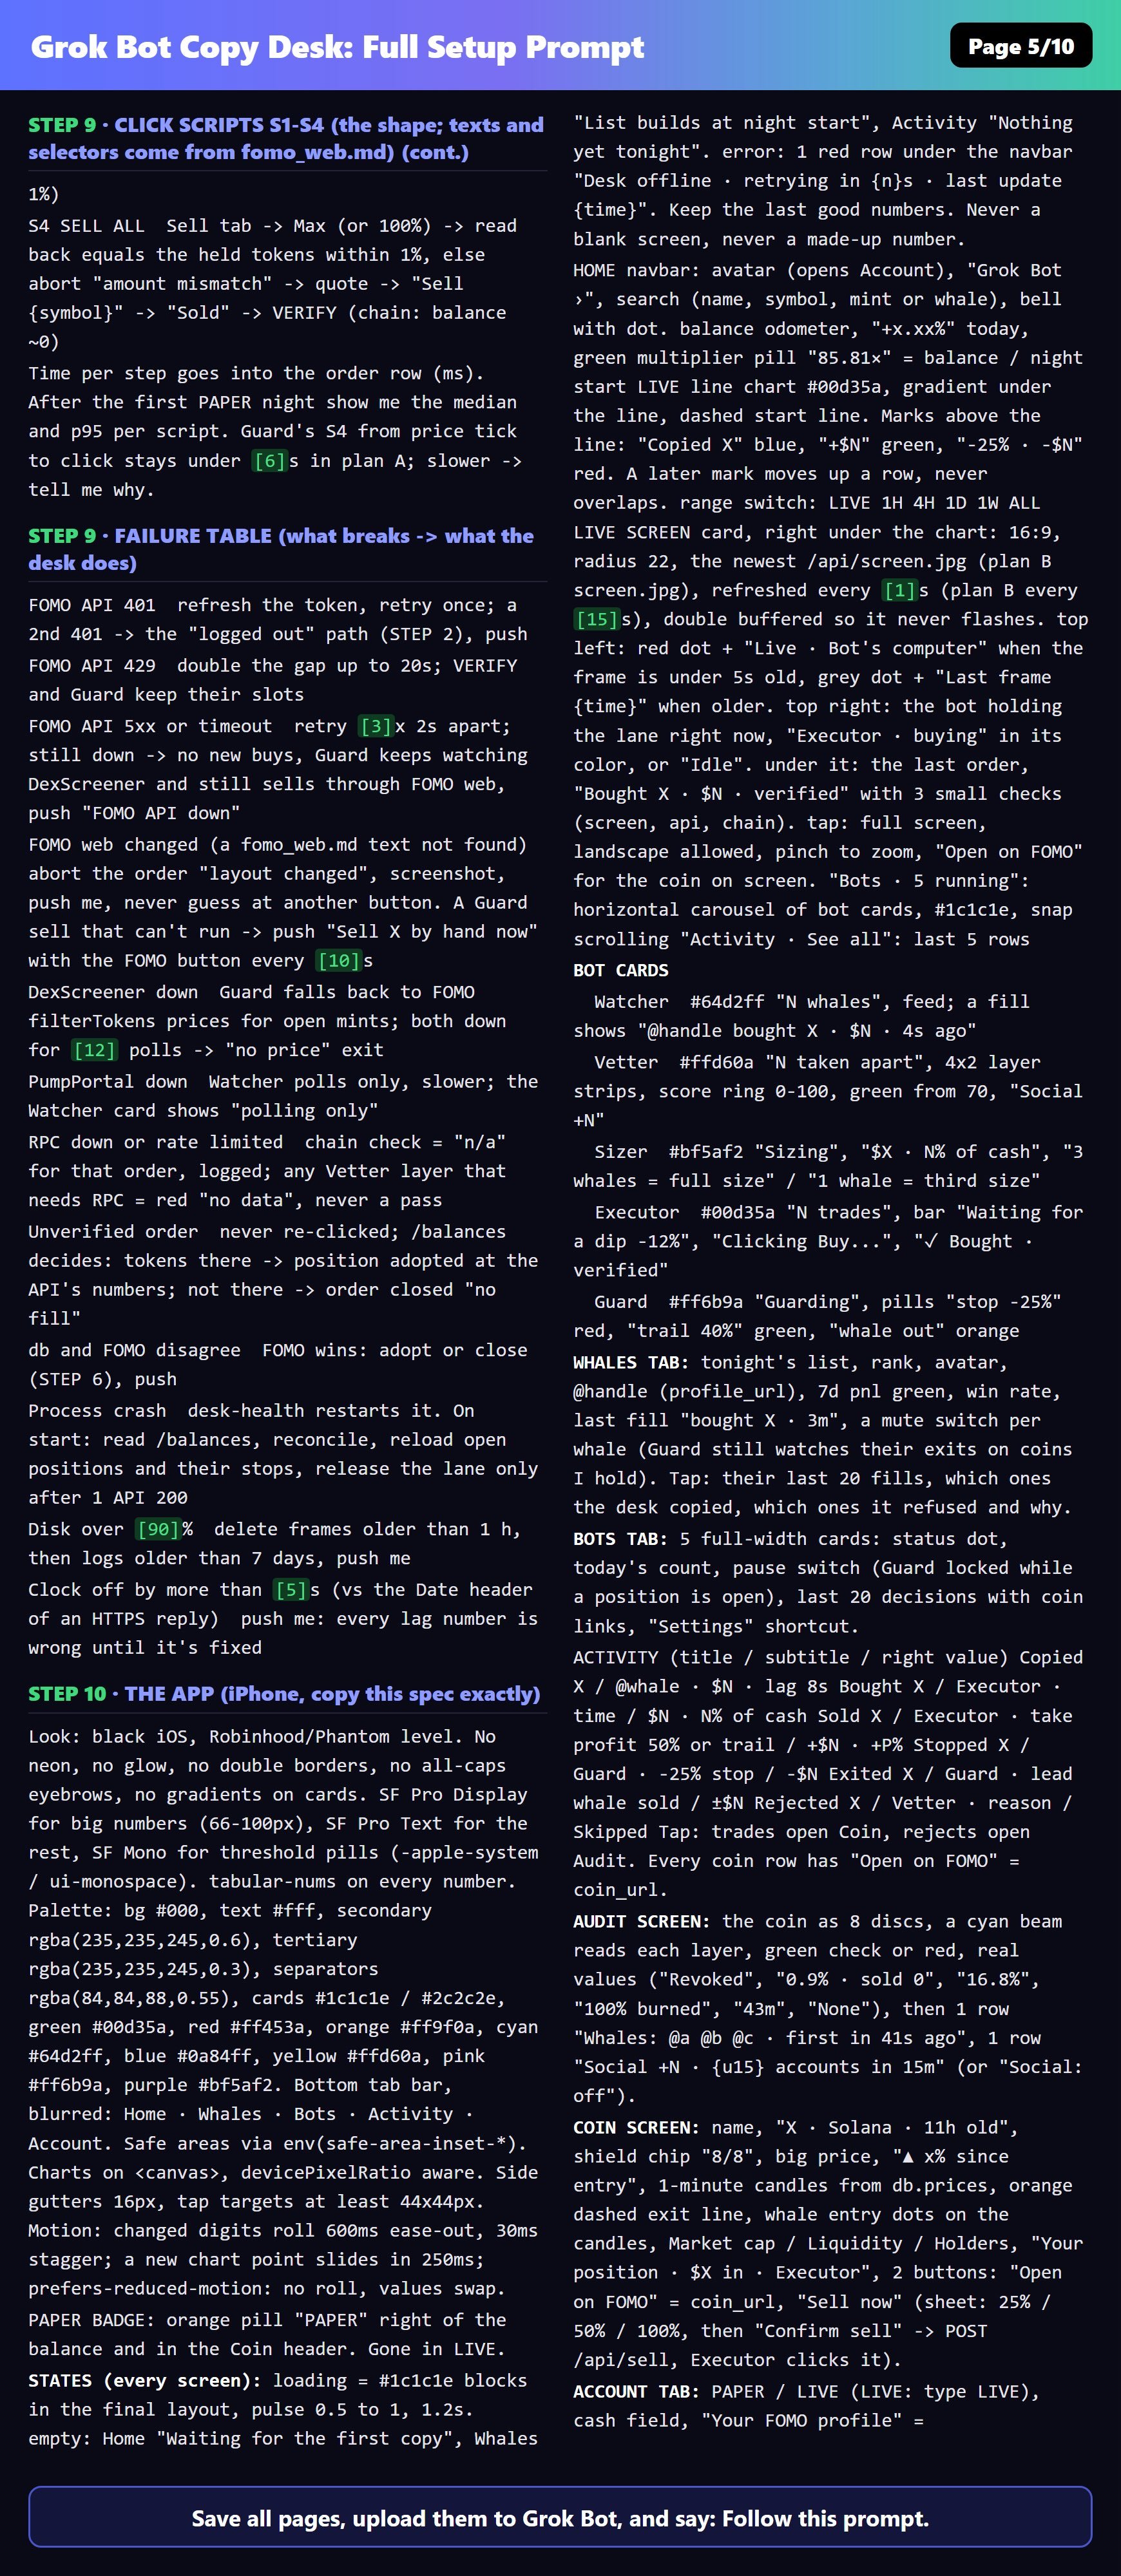 Grok Bot Copy Desk: Full Setup Prompt
Page 5/10
STEP 9 · CLICK SCRIPTS S1-S4 (the shape; texts and
selectors come from fomo_web.md) (cont.)
1%)
S4 SELL ALL  Sell tab -> Max (or 100%) -> read
back equals the held tokens within 1%, else
abort "amount mismatch" -> quote -> "Sell
{symbol}" -> "Sold" -> VERIFY (chain: balance
~0)
Time per step goes into the order row (ms).
After the first PAPER night show me the median
and p95 per script. Guard's S4 from price tick
to click stays under [6]s in plan A; slower ->
tell me why.
STEP 9 · FAILURE TABLE (what breaks -> what the
desk does)
FOMO API 401  refresh the token, retry once; a
2nd 401 -> the "logged out" path (STEP 2), push
FOMO API 429  double the gap up to 20s; VERIFY
and Guard keep their slots
FOMO API 5xx or timeout  retry [3]x 2s apart;
still down -> no new buys, Guard keeps watching
DexScreener and still sells through FOMO web,
push "FOMO API down"
FOMO web changed (a fomo_web.md text not found)
abort the order "layout changed", screenshot,
push me, never guess at another button. A Guard
sell that can't run -> push "Sell X by hand now"
with the FOMO button every [10]s
DexScreener down  Guard falls back to FOMO
filterTokens prices for open mints; both down
for [12] polls -> "no price" exit
PumpPortal down  Watcher polls only, slower; the
Watcher card shows "polling only"
RPC down or rate limited  chain check = "n/a"
for that order, logged; any Vetter layer that
needs RPC = red "no data", never a pass
Unverified order  never re-clicked; /balances
decides: tokens there -> position adopted at the
API's numbers; not there -> order closed "no
fill"
db and FOMO disagree  FOMO wins: adopt or close
(STEP 6), push
Process crash  desk-health restarts it. On
start: read /balances, reconcile, reload open
positions and their stops, release the lane only
after 1 API 200
Disk over [90]%  delete frames older than 1 h,
then logs older than 7 days, push me
Clock off by more than [5]s (vs the Date header
of an HTTPS reply)  push me: every lag number is
wrong until it's fixed
STEP 10 · THE APP (iPhone, copy this spec exactly)
Look: black iOS, Robinhood/Phantom level. No
neon, no glow, no double borders, no all-caps
eyebrows, no gradients on cards. SF Pro Display
for big numbers (66-100px), SF Pro Text for the
rest, SF Mono for threshold pills (-apple-system
/ ui-monospace). tabular-nums on every number.
Palette: bg #000, text #fff, secondary
rgba(235,235,245,0.6), tertiary
rgba(235,235,245,0.3), separators
rgba(84,84,88,0.55), cards #1c1c1e / #2c2c2e,
green #00d35a, red #ff453a, orange #ff9f0a, cyan
#64d2ff, blue #0a84ff, yellow #ffd60a, pink
#ff6b9a, purple #bf5af2. Bottom tab bar,
blurred: Home · Whales · Bots · Activity ·
Account. Safe areas via env(safe-area-inset-*).
Charts on <canvas>, devicePixelRatio aware. Side
gutters 16px, tap targets at least 44x44px.
Motion: changed digits roll 600ms ease-out, 30ms
stagger; a new chart point slides in 250ms;
prefers-reduced-motion: no roll, values swap.
PAPER BADGE: orange pill "PAPER" right of the
balance and in the Coin header. Gone in LIVE.
STATES (every screen): loading = #1c1c1e blocks
in the final layout, pulse 0.5 to 1, 1.2s.
empty: Home "Waiting for the first copy", Whales
"List builds at night start", Activity "Nothing
yet tonight". error: 1 red row under the navbar
"Desk offline · retrying in {n}s · last update
{time}". Keep the last good numbers. Never a
blank screen, never a made-up number.
HOME navbar: avatar (opens Account), "Grok Bot
›", search (name, symbol, mint or whale), bell
with dot. balance odometer, "+x.xx%" today,
green multiplier pill "85.81×" = balance / night
start LIVE line chart #00d35a, gradient under
the line, dashed start line. Marks above the
line: "Copied X" blue, "+$N" green, "-25% · -$N"
red. A later mark moves up a row, never
overlaps. range switch: LIVE 1H 4H 1D 1W ALL
LIVE SCREEN card, right under the chart: 16:9,
radius 22, the newest /api/screen.jpg (plan B
screen.jpg), refreshed every [1]s (plan B every
[15]s), double buffered so it never flashes. top
left: red dot + "Live · Bot's computer" when the
frame is under 5s old, grey dot + "Last frame
{time}" when older. top right: the bot holding
the lane right now, "Executor · buying" in its
color, or "Idle". under it: the last order,
"Bought X · $N · verified" with 3 small checks
(screen, api, chain). tap: full screen,
landscape allowed, pinch to zoom, "Open on FOMO"
for the coin on screen. "Bots · 5 running":
horizontal carousel of bot cards, #1c1c1e, snap
scrolling "Activity · See all": last 5 rows
BOT CARDS
Watcher  #64d2ff "N whales", feed; a fill
shows "@handle bought X · $N · 4s ago"
Vetter  #ffd60a "N taken apart", 4x2 layer
strips, score ring 0-100, green from 70, "Social
+N"
Sizer  #bf5af2 "Sizing", "$X · N% of cash", "3
whales = full size" / "1 whale = third size"
Executor  #00d35a "N trades", bar "Waiting for
a dip -12%", "Clicking Buy...", "✓ Bought ·
verified"
Guard  #ff6b9a "Guarding", pills "stop -25%"
red, "trail 40%" green, "whale out" orange
WHALES TAB: tonight's list, rank, avatar,
@handle (profile_url), 7d pnl green, win rate,
last fill "bought X · 3m", a mute switch per
whale (Guard still watches their exits on coins
I hold). Tap: their last 20 fills, which ones
the desk copied, which ones it refused and why.
BOTS TAB: 5 full-width cards: status dot,
today's count, pause switch (Guard locked while
a position is open), last 20 decisions with coin
links, "Settings" shortcut.
ACTIVITY (title / subtitle / right value) Copied
X / @whale · $N · lag 8s Bought X / Executor ·
time / $N · N% of cash Sold X / Executor · take
profit 50% or trail / +$N · +P% Stopped X /
Guard · -25% stop / -$N Exited X / Guard · lead
whale sold / ±$N Rejected X / Vetter · reason /
Skipped Tap: trades open Coin, rejects open
Audit. Every coin row has "Open on FOMO" =
coin_url.
AUDIT SCREEN: the coin as 8 discs, a cyan beam
reads each layer, green check or red, real
values ("Revoked", "0.9% · sold 0", "16.8%",
"100% burned", "43m", "None"), then 1 row
"Whales: @a @b @c · first in 41s ago", 1 row
"Social +N · {u15} accounts in 15m" (or "Social:
off").
COIN SCREEN: name, "X · Solana · 11h old",
shield chip "8/8", big price, "▲ x% since
entry", 1-minute candles from db.prices, orange
dashed exit line, whale entry dots on the
candles, Market cap / Liquidity / Holders, "Your
position · $X in · Executor", 2 buttons: "Open
on FOMO" = coin_url, "Sell now" (sheet: 25% /
50% / 100%, then "Confirm sell" -> POST
/api/sell, Executor clicks it).
ACCOUNT TAB: PAPER / LIVE (LIVE: type LIVE),
cash field, "Your FOMO profile" =
Save all pages, upload them to Grok Bot, and say: Follow this prompt.